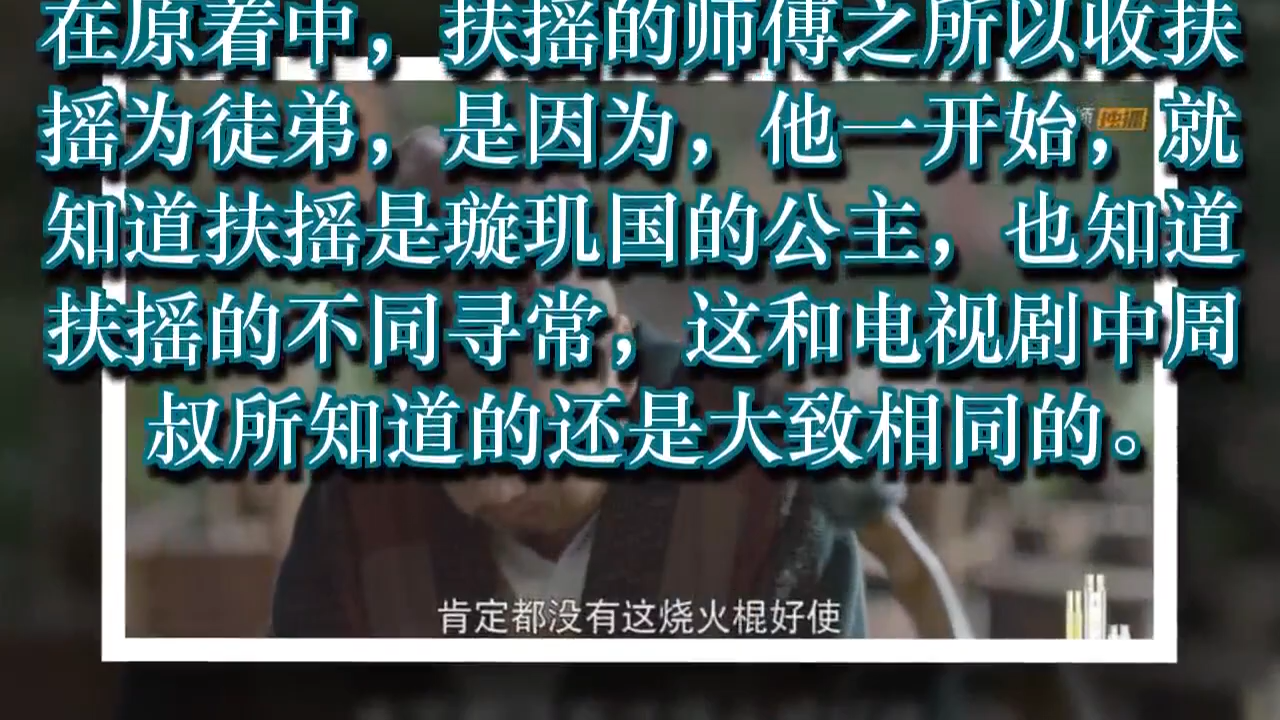 在原着中，扶摇的师傅之所以收扶
摇为徒弟，是因为，他一开始，就
知道扶摇是璇玑国的公主，也知道
扶摇的不同寻常，这和电视剧中周
叔所知道的还是大致相同的。
独播
肯定都没有这烧火棍好使